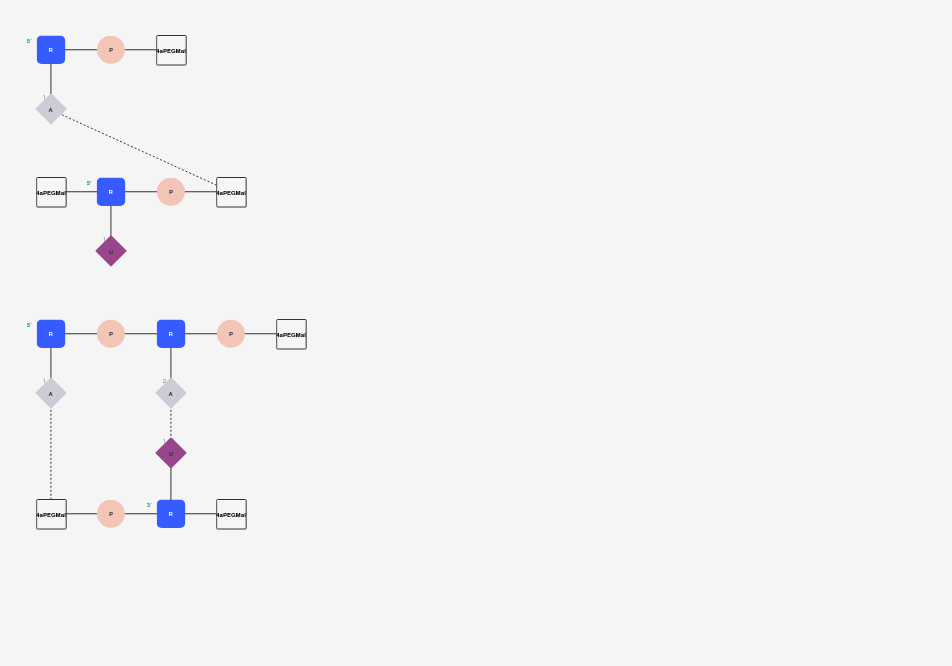 5'
R P 4aPEGMal
1
A
4aPEGMal 5' R P 4aPEGMal
1
U
5'
R P R P 4aPEGMal
1 2
A A
1
U
3'
4aPEGMal P R 4aPEGMal